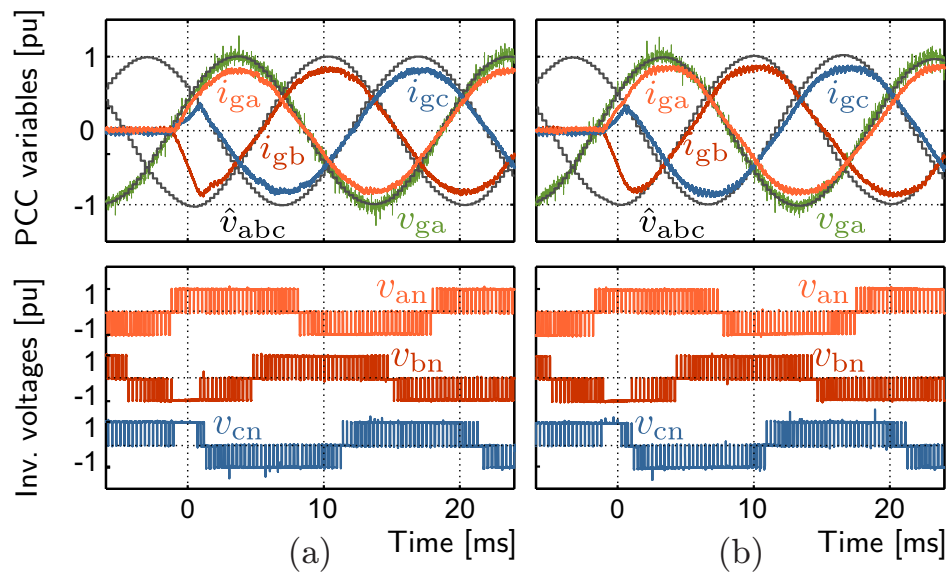 PCC variables [pu]
1
0
-1
i_ga
i_gb
i_gc
v̂_abc
v_ga
i_ga
i_gb
i_gc
v̂_abc
v_ga
Inv. voltages [pu]
1
-1
1
-1
1
-1
v_an
v_bn
v_cn
v_an
v_bn
v_cn
0 10 20
0 10 20
Time [ms]
Time [ms]
(a)
(b)